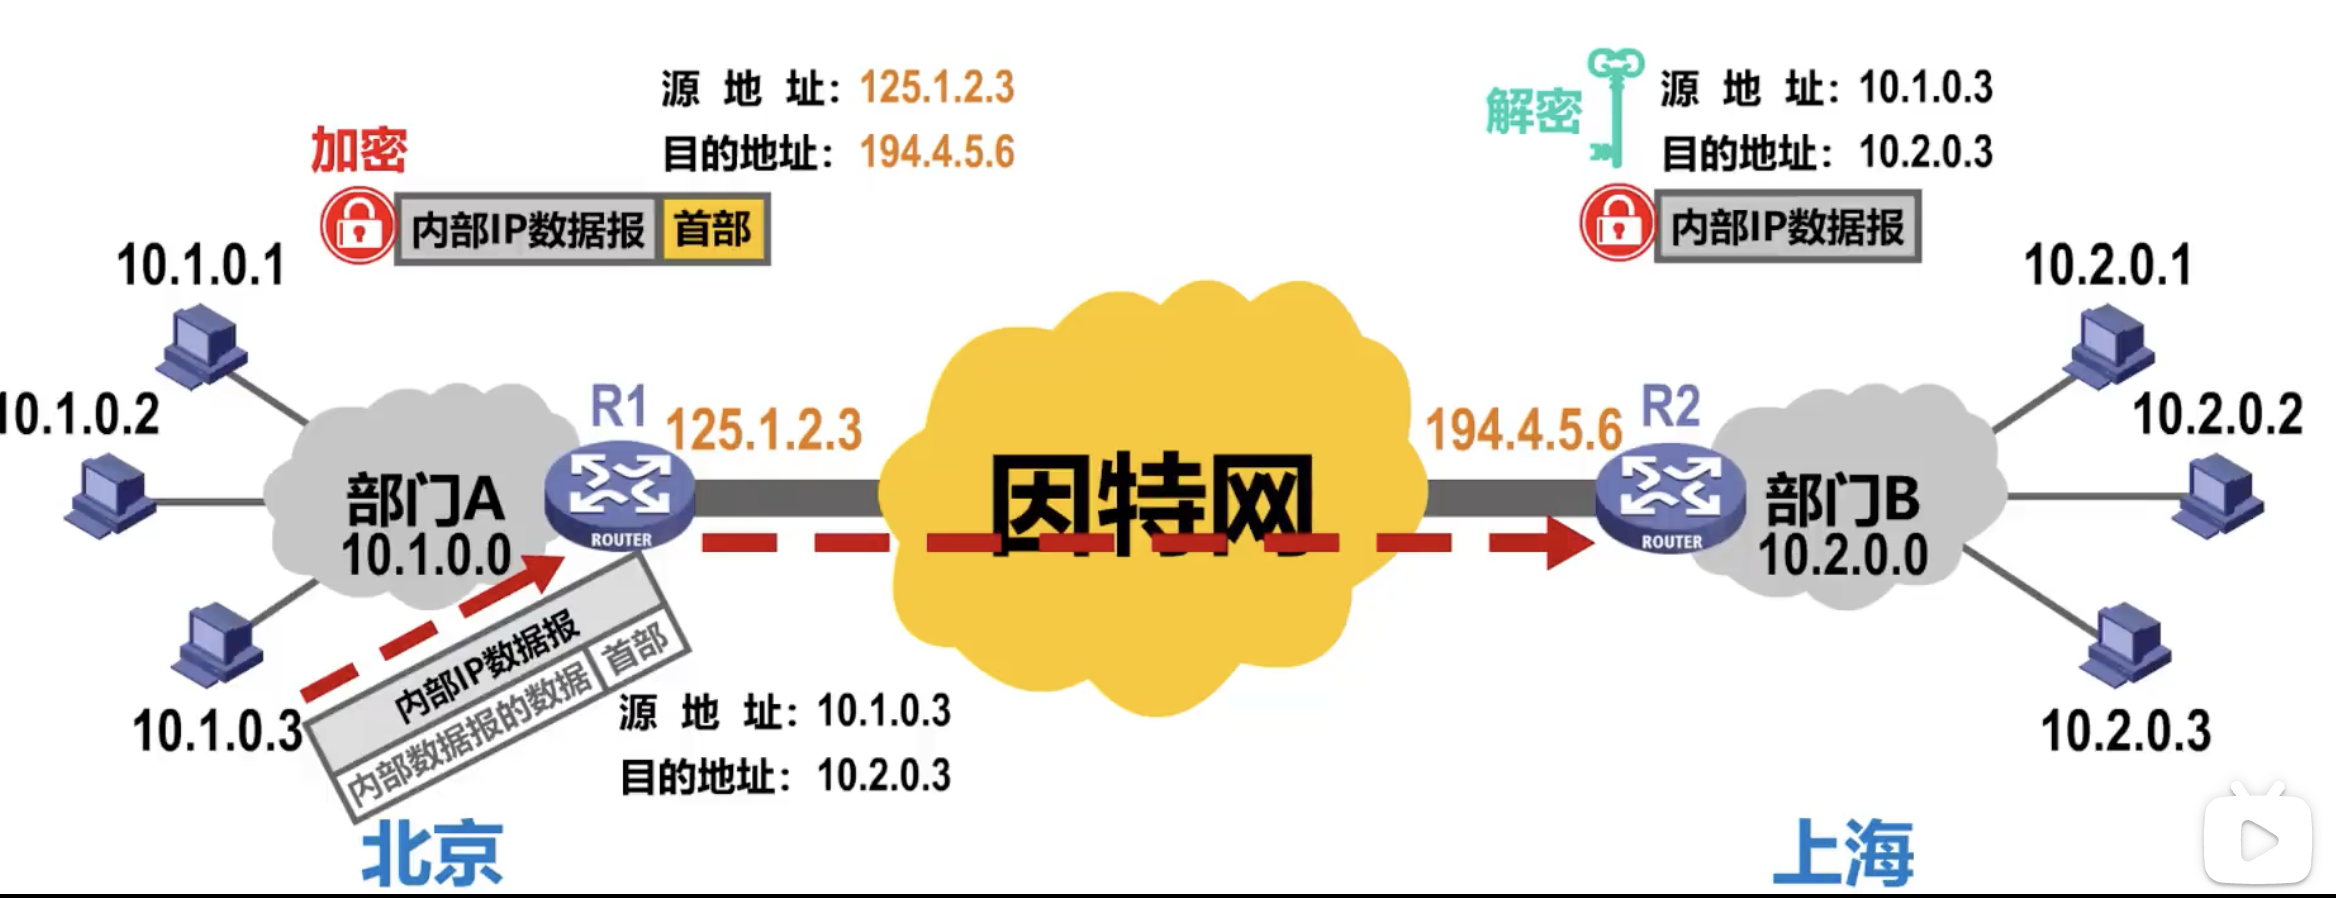 源 地 址：125.1.2.3
目的地址：194.4.5.6
加密
内部IP数据报 首部
解密
源 地 址：10.1.0.3
目的地址：10.2.0.3
内部IP数据报
10.1.0.1
10.1.0.2
10.1.0.3
部门A
10.1.0.0
R1
ROUTER
125.1.2.3
因特网
194.4.5.6
R2
ROUTER
部门B
10.2.0.0
10.2.0.1
10.2.0.2
10.2.0.3
内部IP数据报
内部数据报的数据 首部
源 地 址：10.1.0.3
目的地址：10.2.0.3
北京
上海